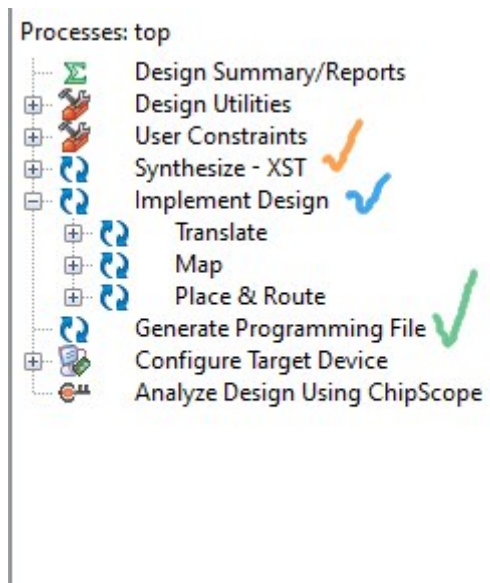 Processes: top
Design Summary/Reports
Design Utilities
User Constraints
Synthesize - XST
Implement Design
Translate
Map
Place & Route
Generate Programming File
Configure Target Device
Analyze Design Using ChipScope